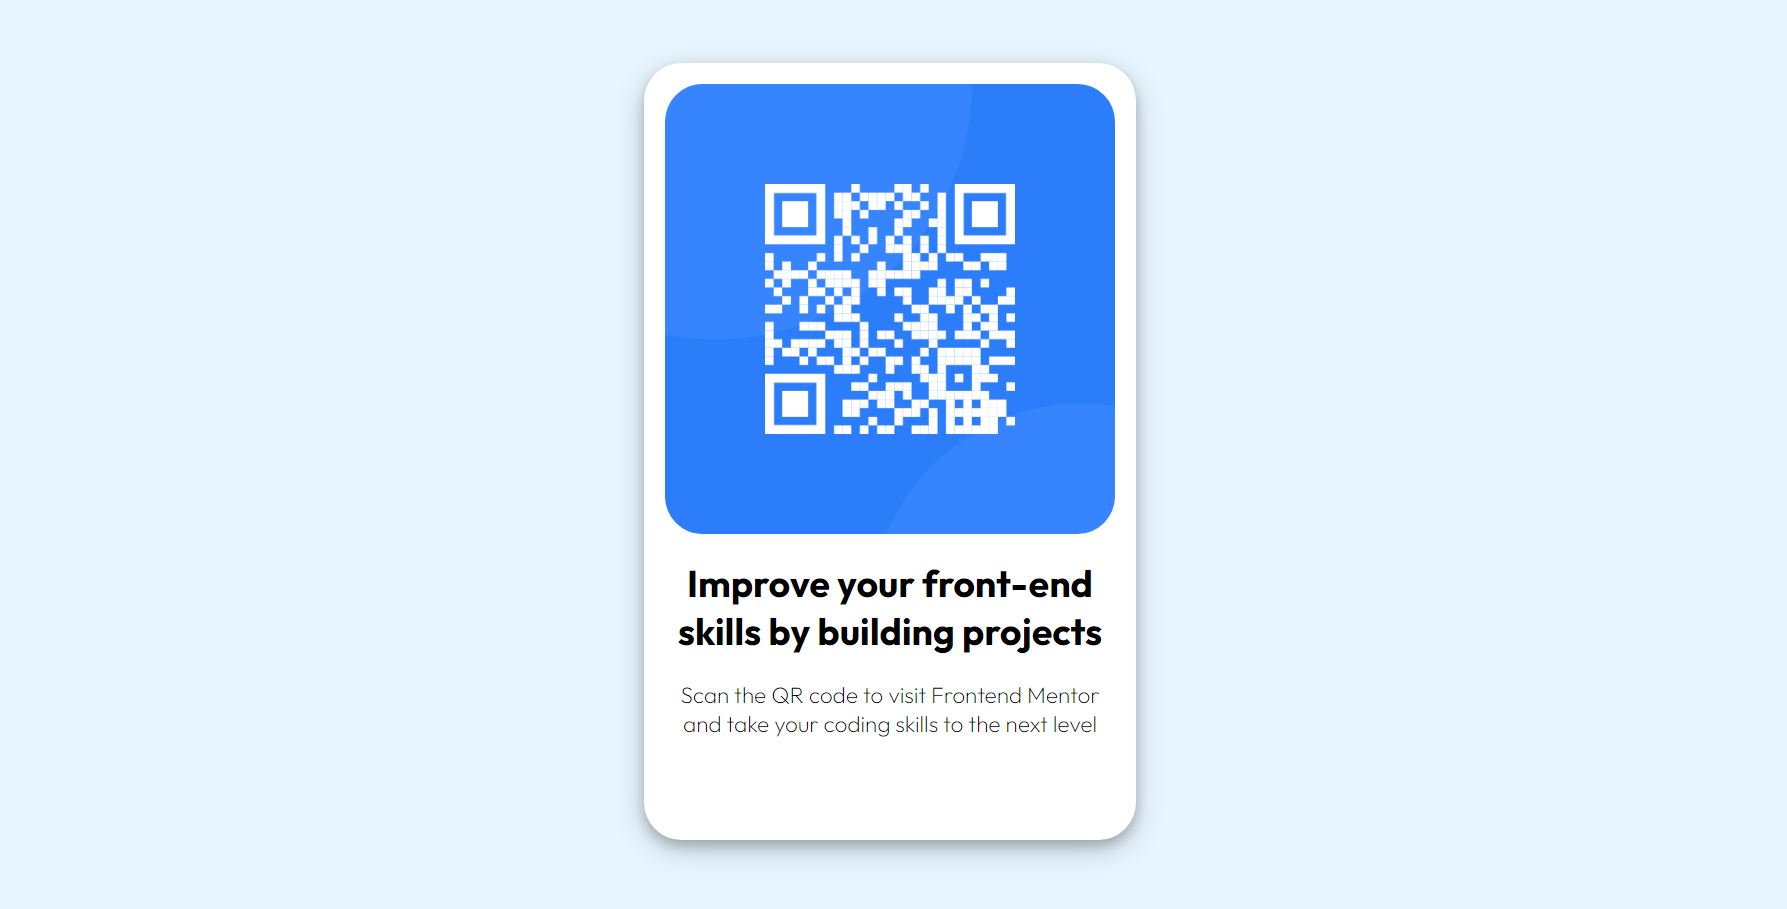 Improve your front-end
skills by building projects
Scan the QR code to visit Frontend Mentor
and take your coding skills to the next level